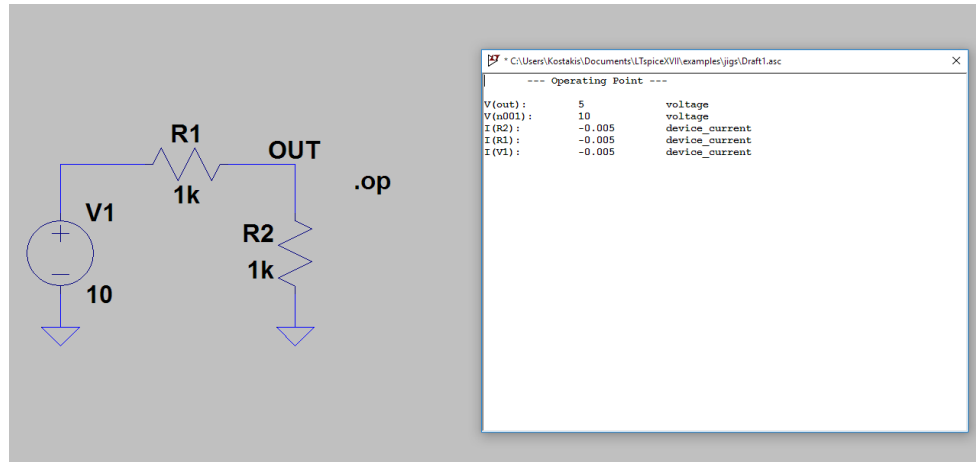 R1
1k
OUT
.op
V1
10
R2
1k
* C:\Users\Kostakis\Documents\LTspiceXVII\examples\jigs\Draft1.asc
--- Operating Point ---
V(out): 5 voltage
V(n001): 10 voltage
I(R2): -0.005 device_current
I(R1): -0.005 device_current
I(V1): -0.005 device_current